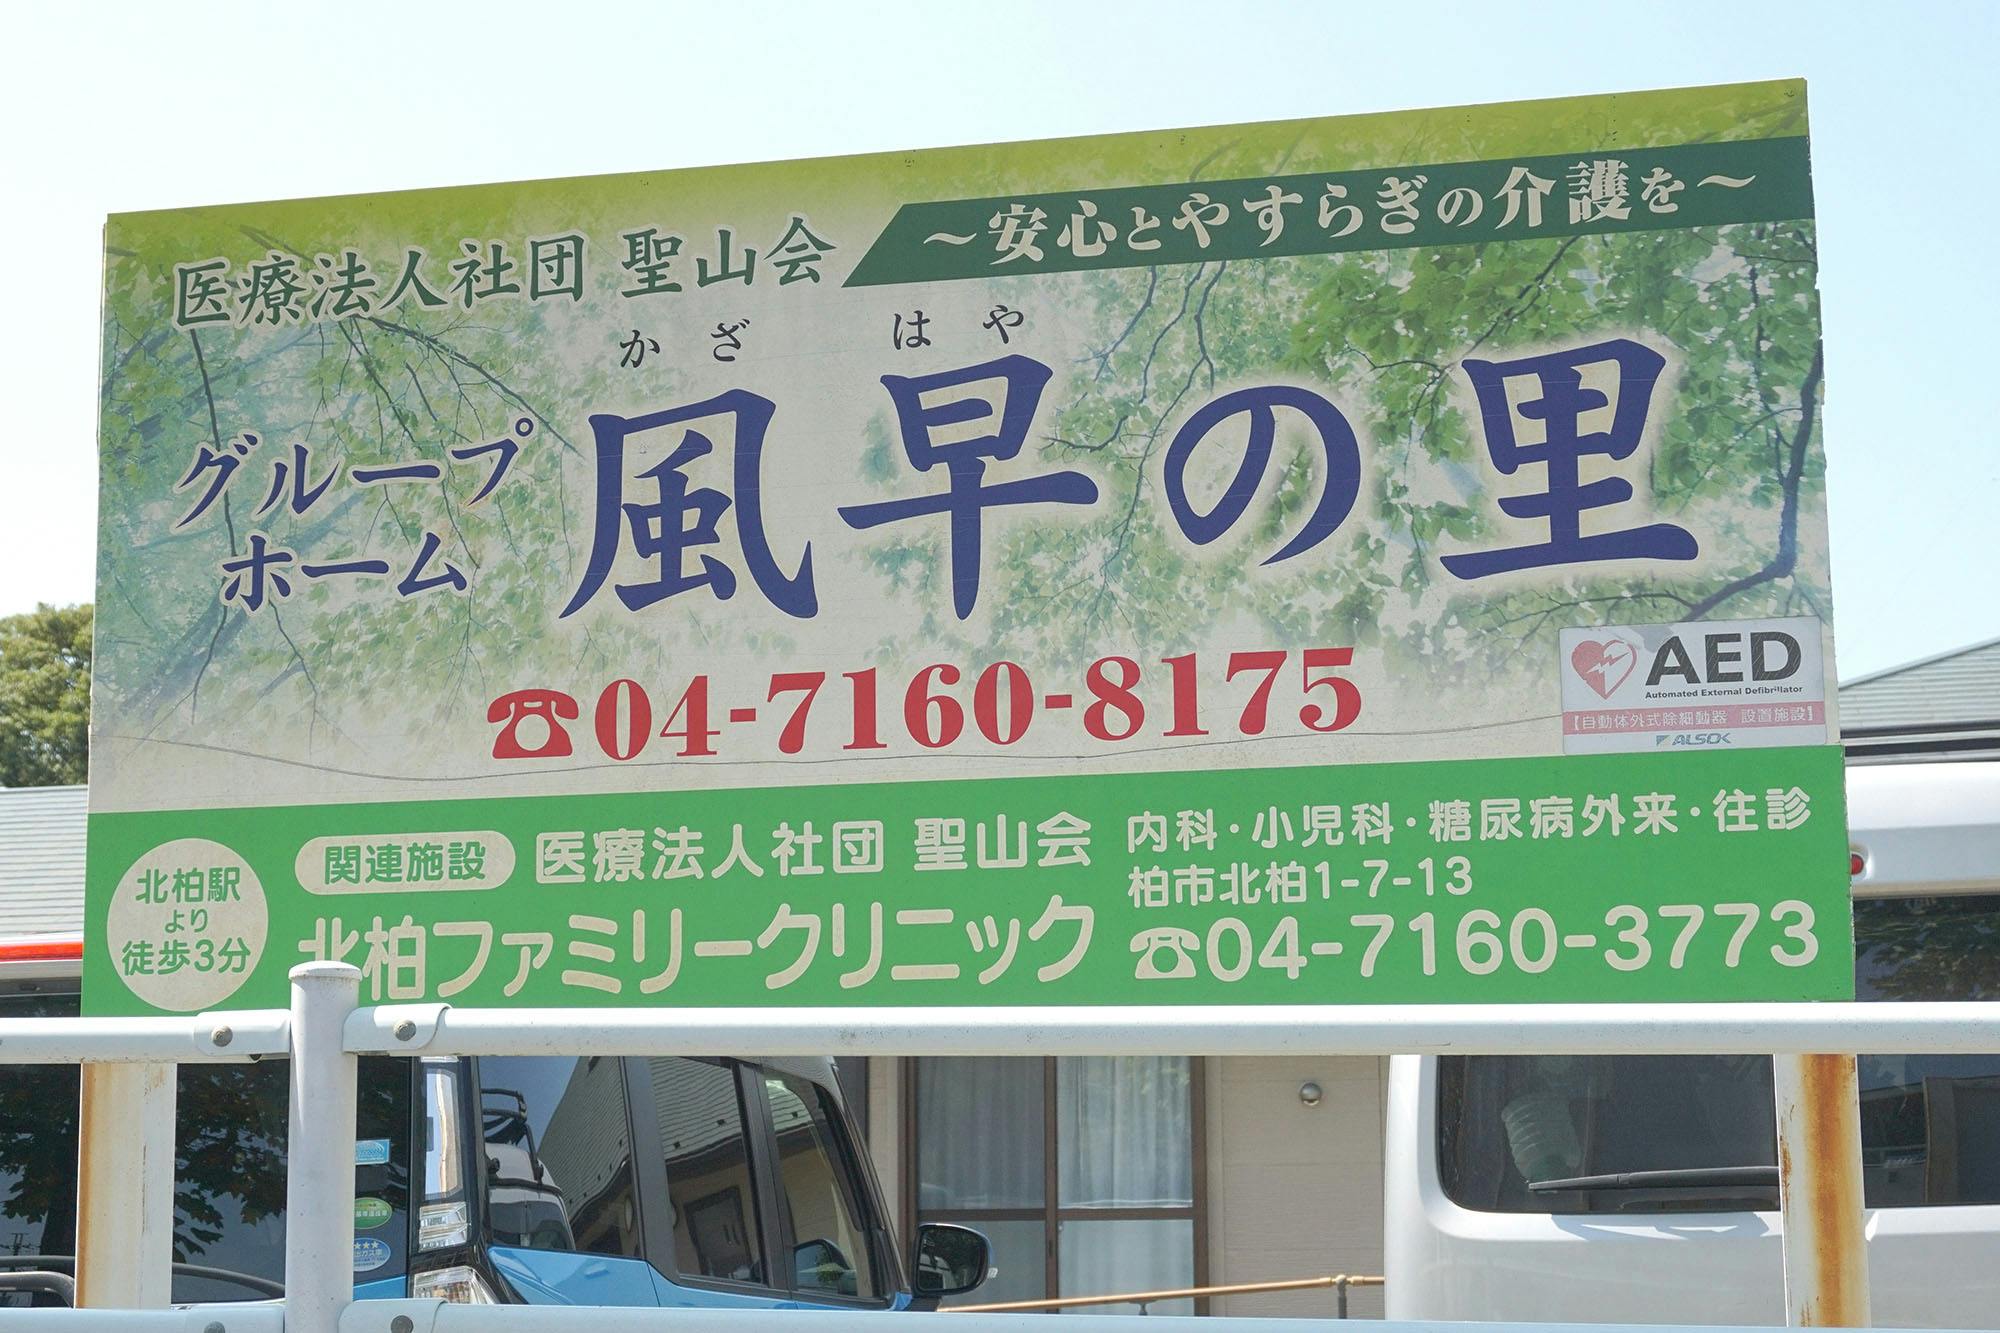 医療法人社団 聖山会
～安心とやすらぎの介護を～
かざ はや
グループ
ホーム
風早の里
☎04-7160-8175
AED
Automated External Defibrillator
【自動体外式除細動器 設置施設】
ALSOK
北柏駅
より
徒歩3分
関連施設
医療法人社団 聖山会
北柏ファミリークリニック
内科・小児科・糖尿病外来・往診
柏市北柏1-7-13
☎04-7160-3773